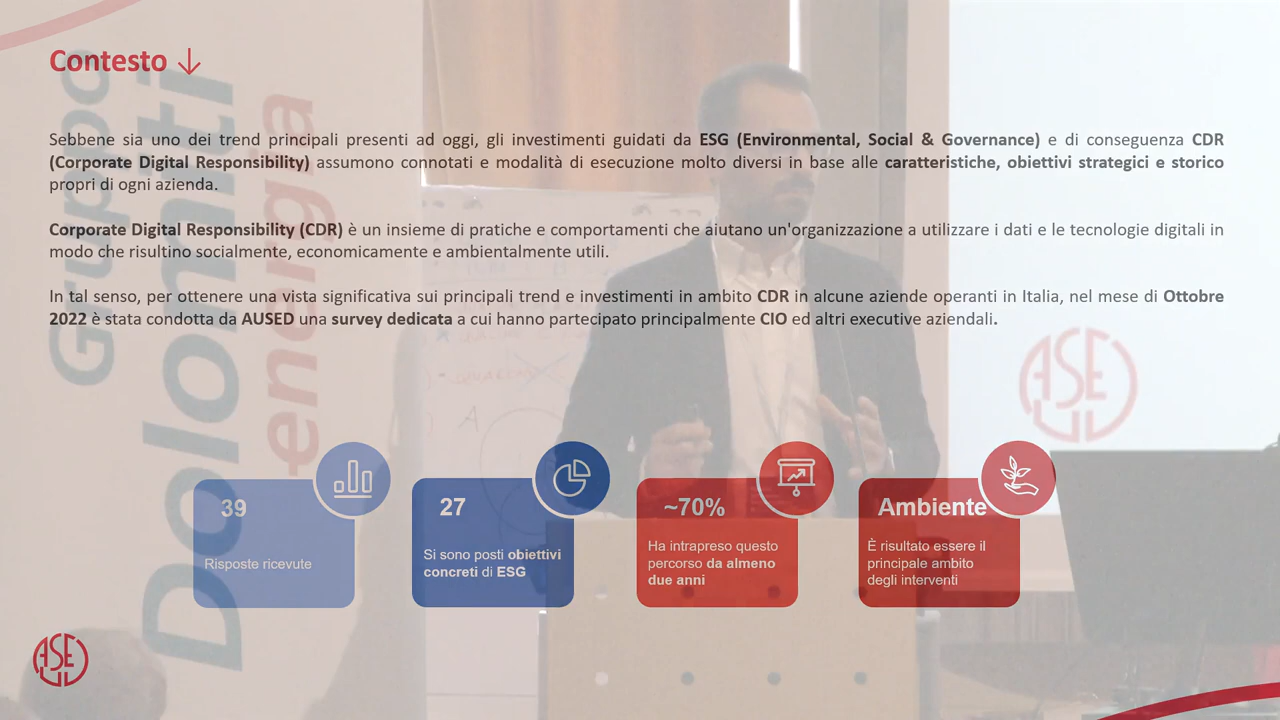 Contesto ↓
Sebbene sia uno dei trend principali presenti ad oggi, gli investimenti guidati da ESG (Environmental, Social & Governance) e di conseguenza CDR
(Corporate Digital Responsibility) assumono connotati e modalità di esecuzione molto diversi in base alle caratteristiche, obiettivi strategici e storico
propri di ogni azienda.
Corporate Digital Responsibility (CDR) è un insieme di pratiche e comportamenti che aiutano un'organizzazione a utilizzare i dati e le tecnologie digitali in
modo che risultino socialmente, economicamente e ambientalmente utili.
In tal senso, per ottenere una vista significativa sui principali trend e investimenti in ambito CDR in alcune aziende operanti in Italia, nel mese di Ottobre
2022 è stata condotta da AUSED una survey dedicata a cui hanno partecipato principalmente CIO ed altri executive aziendali.
39
Risposte ricevute
27
Si sono posti obiettivi
concreti di ESG
~70%
Ha intrapreso questo
percorso da almeno
due anni
Ambiente
È risultato essere il
principale ambito
degli interventi
Gruppo
Dolomiti
energia